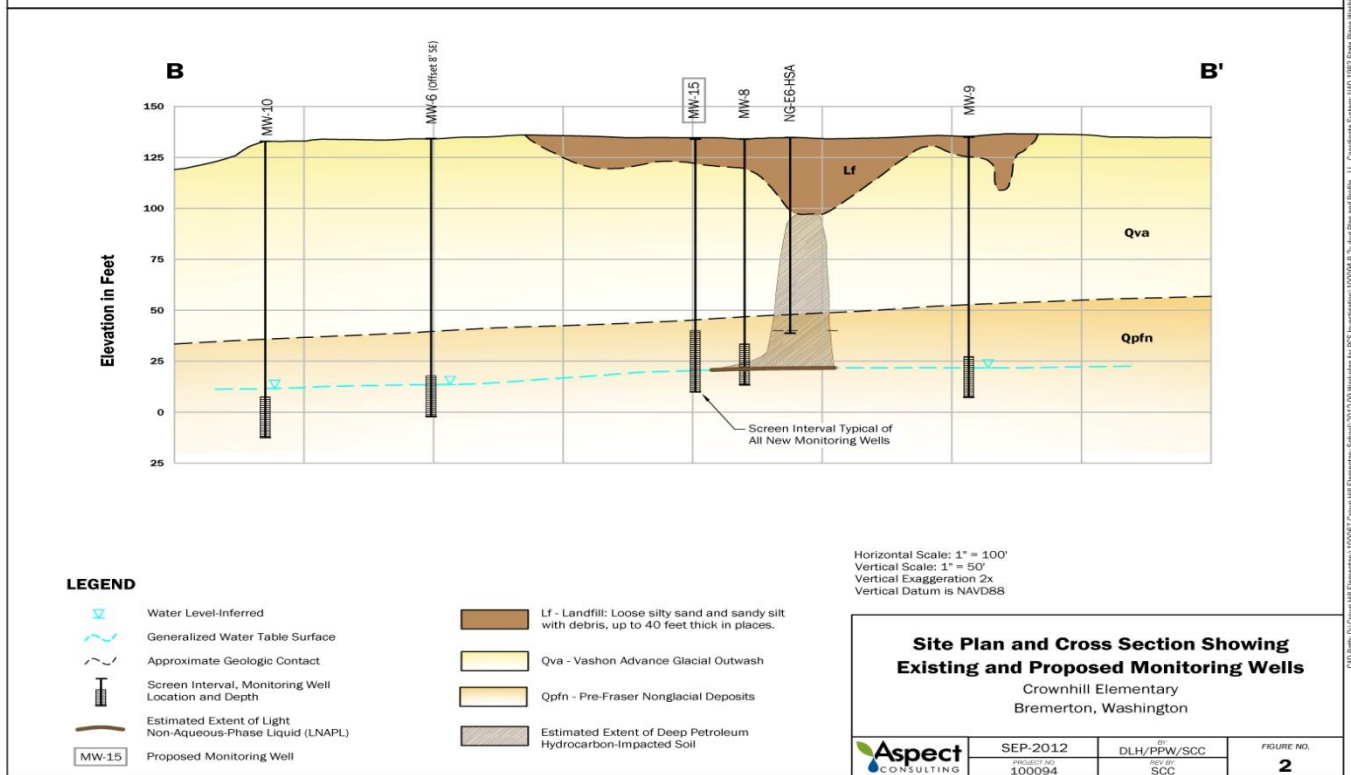 B
B'
MW-10
MW-6 (Offset 8' SE)
MW-15
MW-8
NG-E6-HSA
MW-9
Elevation in Feet
150
125
100
75
50
25
0
25
Lf
Qva
Qpfn
Screen Interval Typical of
All New Monitoring Wells
Horizontal Scale: 1" = 100'
Vertical Scale: 1" = 50'
Vertical Exaggeration 2x
Vertical Datum is NAVD88
LEGEND
Water Level-Inferred
Generalized Water Table Surface
Approximate Geologic Contact
Screen Interval, Monitoring Well
Location and Depth
Estimated Extent of Light
Non-Aqueous-Phase Liquid (LNAPL)
MW-15
Proposed Monitoring Well
Lf - Landfill: Loose silty sand and sandy silt
with debris, up to 40 feet thick in places.
Qva - Vashon Advance Glacial Outwash
Qpfn - Pre-Fraser Nonglacial Deposits
Estimated Extent of Deep Petroleum
Hydrocarbon-Impacted Soil
Site Plan and Cross Section Showing
Existing and Proposed Monitoring Wells
Crownhill Elementary
Bremerton, Washington
Aspect
CONSULTING
SEP-2012
PROJECT NO.
100094
BY:
DLH/PPW/SCC
REV BY:
SCC
FIGURE NO.
2